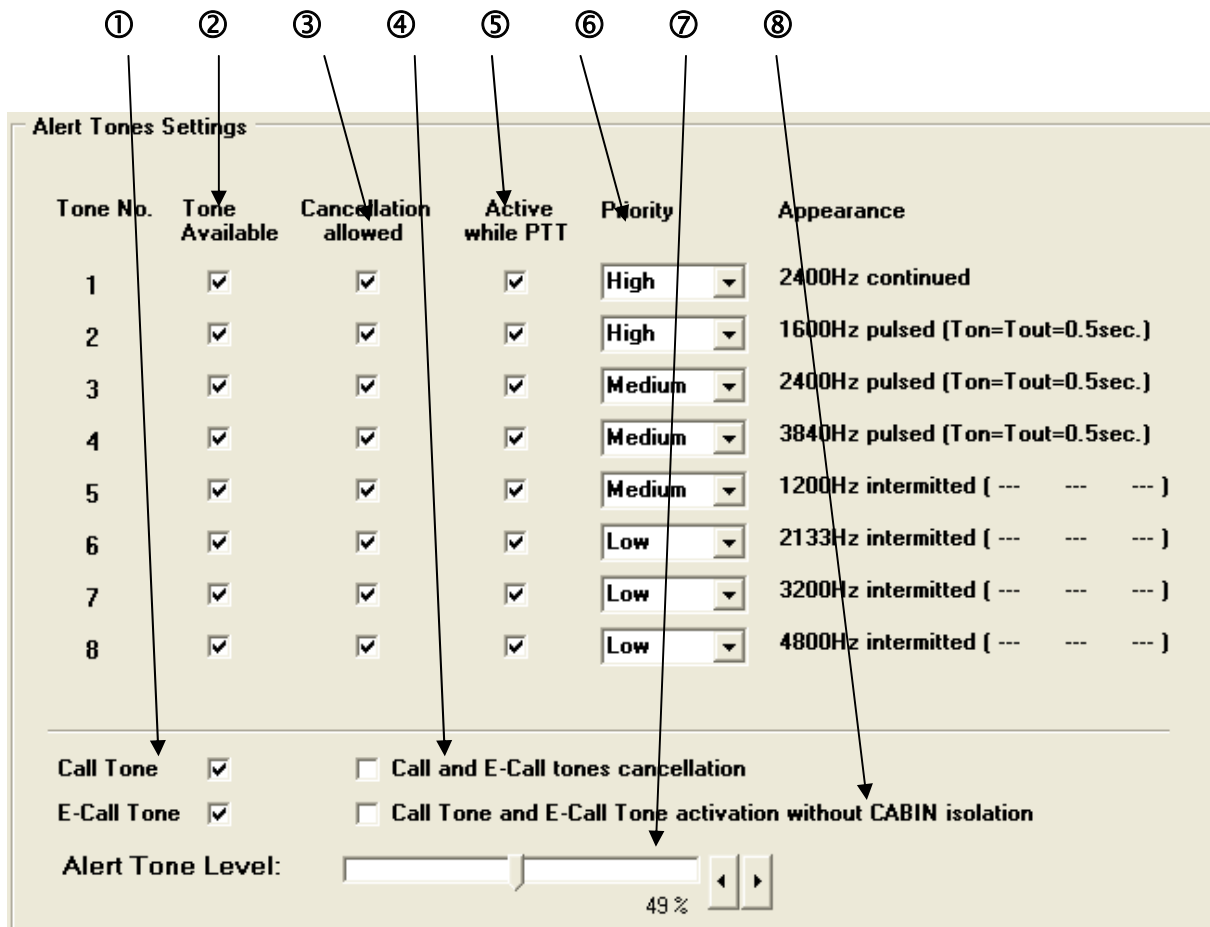 ① ② ③ ④ ⑤ ⑥ ⑦ ⑧
Alert Tones Settings
Tone No. Tone Available Cancellation allowed Active while PTT Priority Appearance
1 High 2400Hz continued
2 High 1600Hz pulsed (Ton=Tout=0.5sec.)
3 Medium 2400Hz pulsed (Ton=Tout=0.5sec.)
4 Medium 3840Hz pulsed (Ton=Tout=0.5sec.)
5 Medium 1200Hz intermitted ( --- --- --- )
6 Low 2133Hz intermitted ( --- --- --- )
7 Low 3200Hz intermitted ( --- --- --- )
8 Low 4800Hz intermitted ( --- --- --- )
Call Tone Call and E-Call tones cancellation
E-Call Tone Call Tone and E-Call Tone activation without CABIN isolation
Alert Tone Level:
49 %